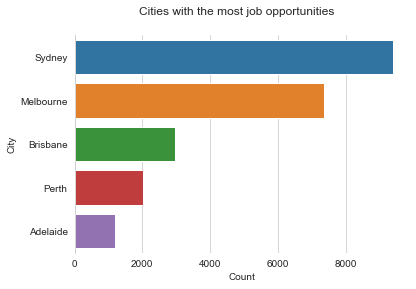 Cities with the most job opportunities
Sydney
Melbourne
Brisbane
Perth
Adelaide
City
0 2000 4000 6000 8000
Count